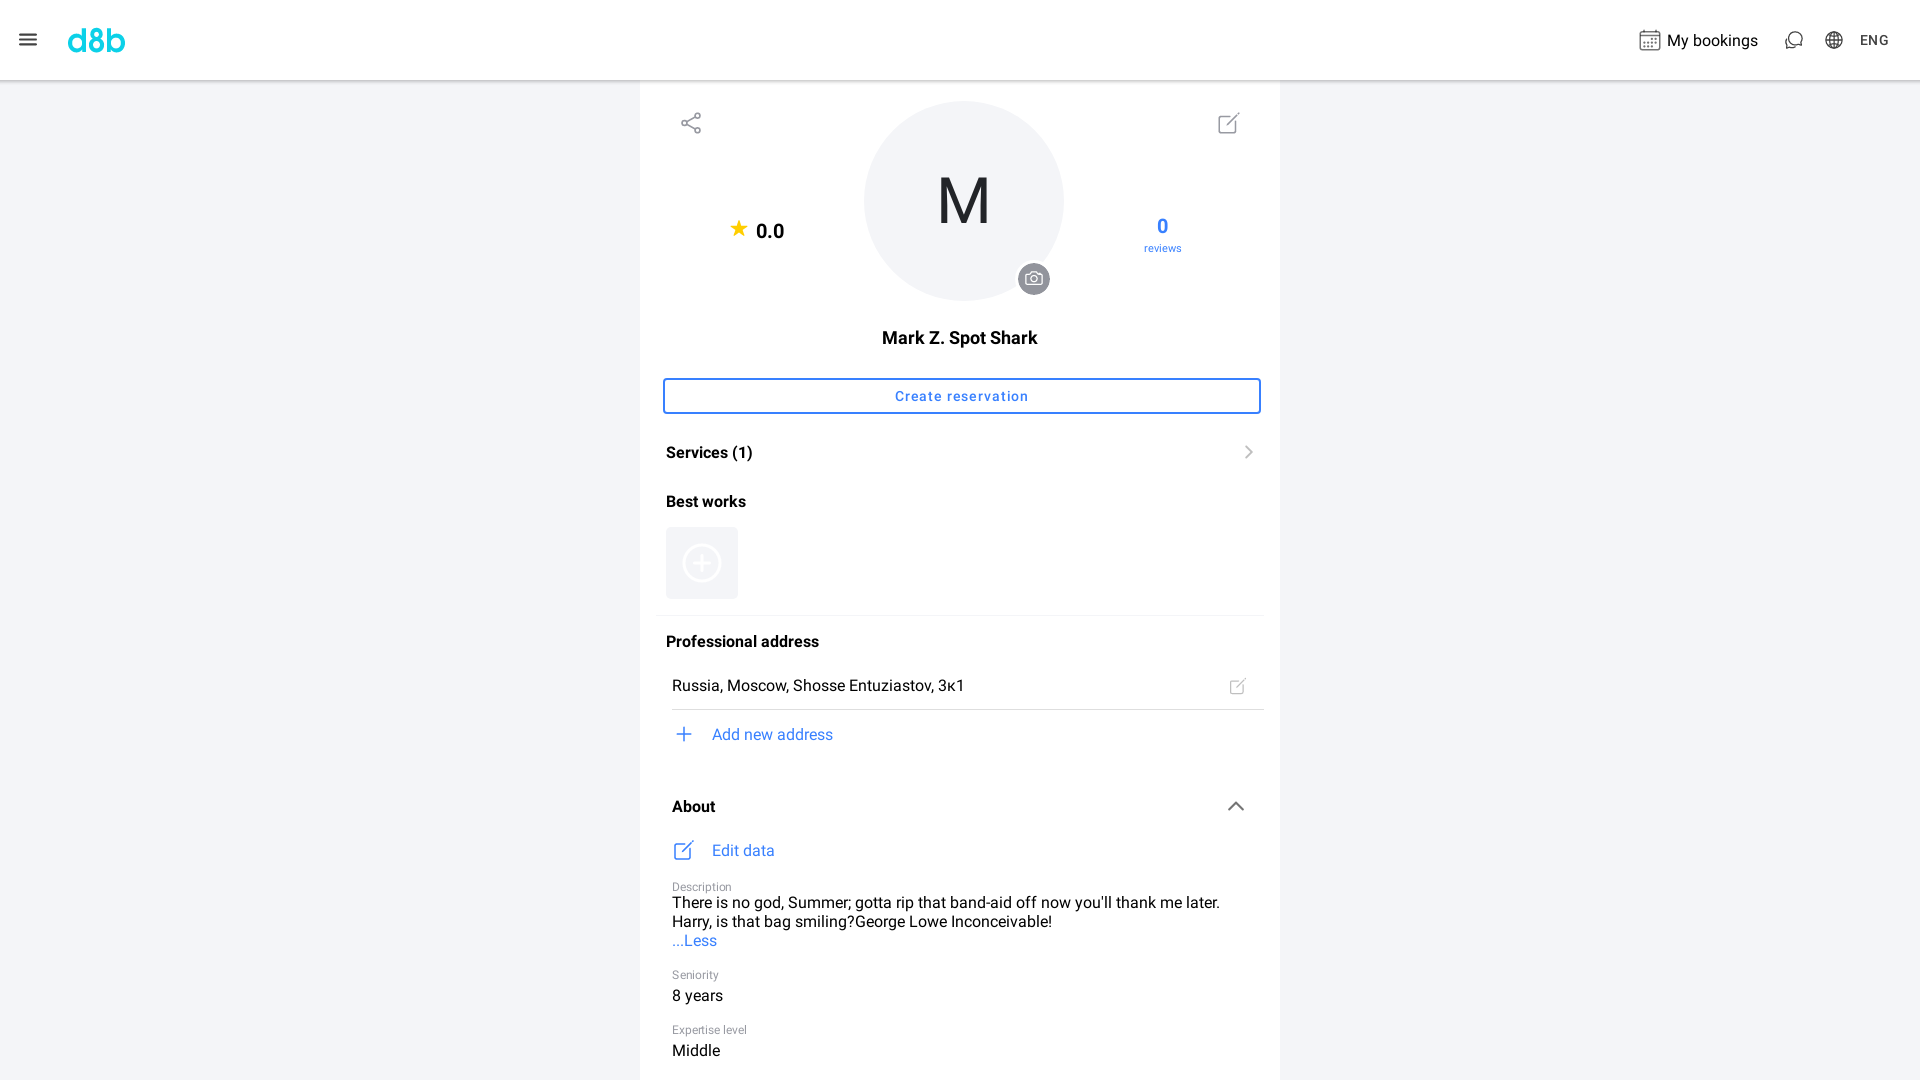 d8b
My bookings
ENG
M
0.0
0
reviews
Mark Z. Spot Shark
Create reservation
Services (1)
Best works
Professional address
Russia, Moscow, Shosse Entuziastov, 3к1
Add new address
About
Edit data
Description
There is no god, Summer; gotta rip that band-aid off now you'll thank me later.
Harry, is that bag smiling?George Lowe Inconceivable!
...Less
Seniority
8 years
Expertise level
Middle